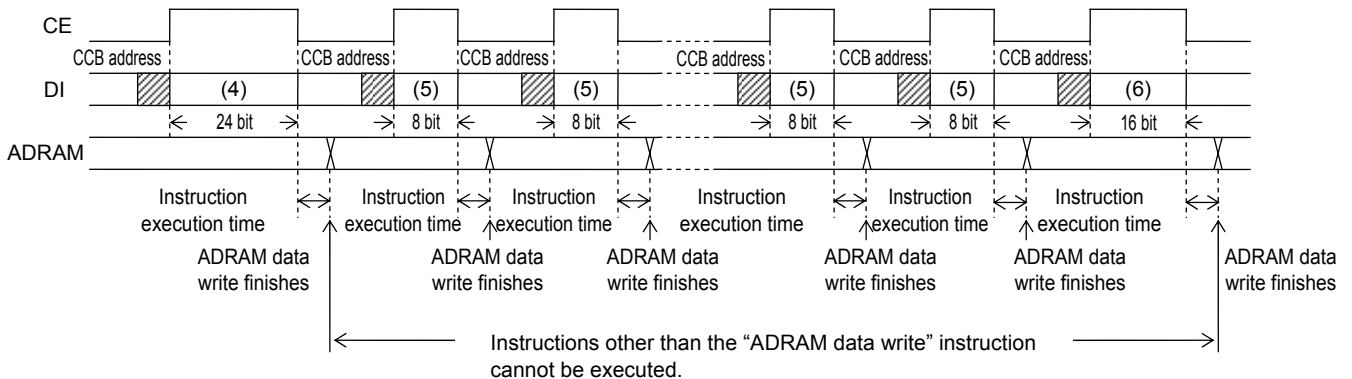 CE
CCB address CCB address CCB address CCB address CCB address CCB address
DI (4) (5) (5) (5) (5) (6)
24 bit 8 bit 8 bit 8 bit 8 bit 16 bit
ADRAM
Instruction Instruction Instruction Instruction Instruction Instruction
execution time execution time execution time execution time execution time execution time
ADRAM data ADRAM data ADRAM data ADRAM data ADRAM data ADRAM data
write finishes write finishes write finishes write finishes write finishes write finishes
Instructions other than the “ADRAM data write” instruction
cannot be executed.